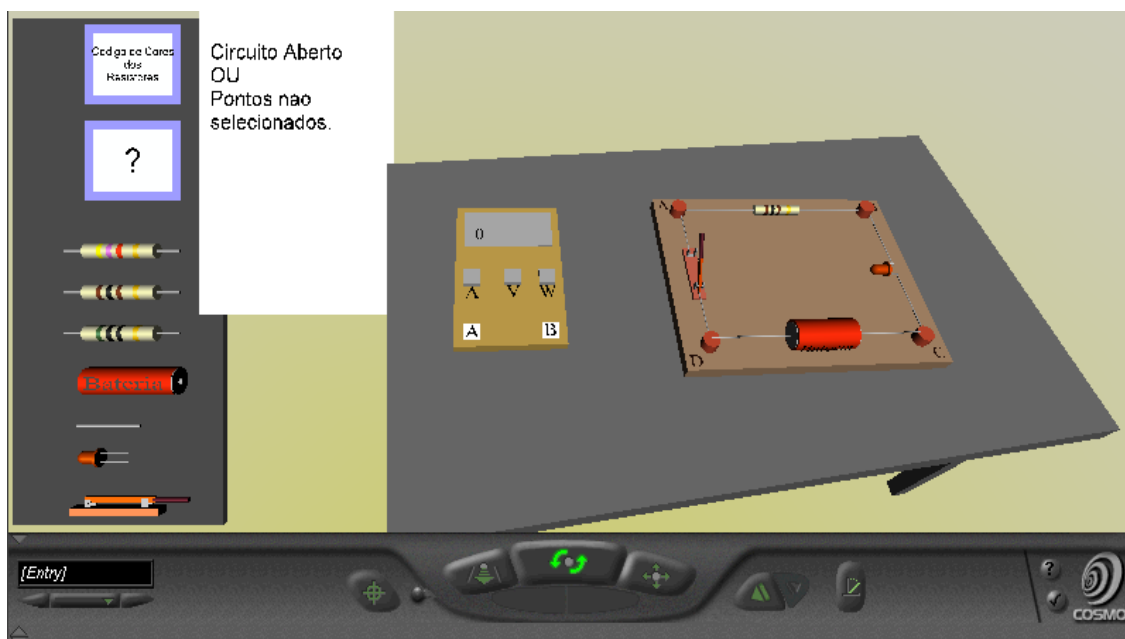 Codigo de Cores
dos
Resistores
?
Circuito Aberto
OU
Pontos nao
selecionados.
0
A V W
A B
A
D
C
Bateria
[Entry]
?
COSMO